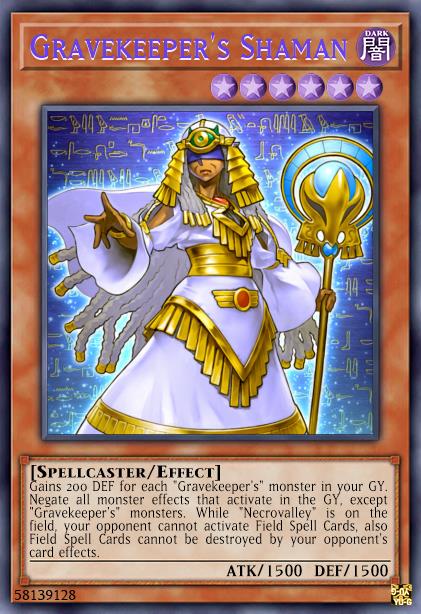 Gravekeeper's Shaman
DARK
闇
[Spellcaster/Effect]
Gains 200 DEF for each "Gravekeeper's" monster in your GY.
Negate all monster effects that activate in the GY, except
"Gravekeeper's" monsters. While "Necrovalley" is on the
field, your opponent cannot activate Field Spell Cards, also
Field Spell Cards cannot be destroyed by your opponent's
card effects.
ATK/1500 DEF/1500
58139128